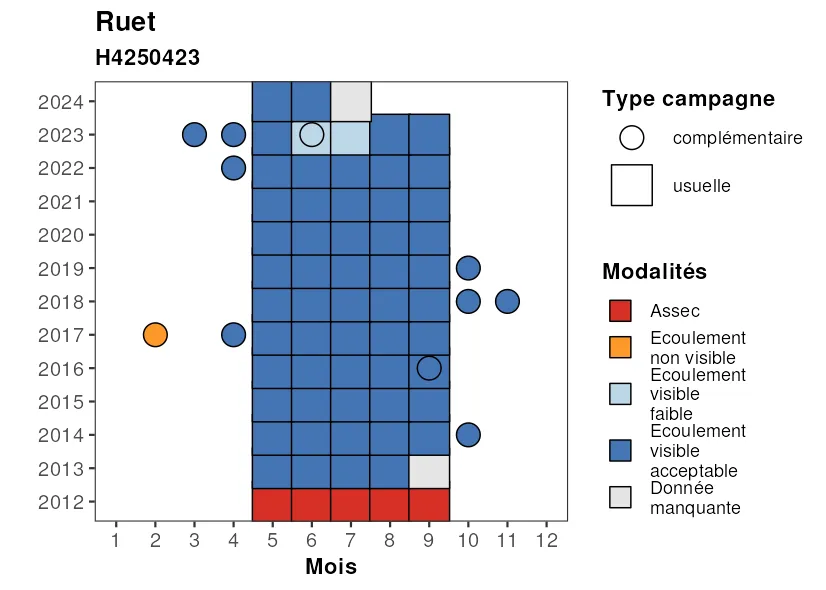 Ruet
H4250423
2024
2023
2022
2021
2020
2019
2018
2017
2016
2015
2014
2013
2012
1 2 3 4 5 6 7 8 9 10 11 12
Mois
Type campagne
complémentaire
usuelle
Modalités
Assec
Ecoulement
non visible
Ecoulement
visible
faible
Ecoulement
visible
acceptable
Donnée
manquante